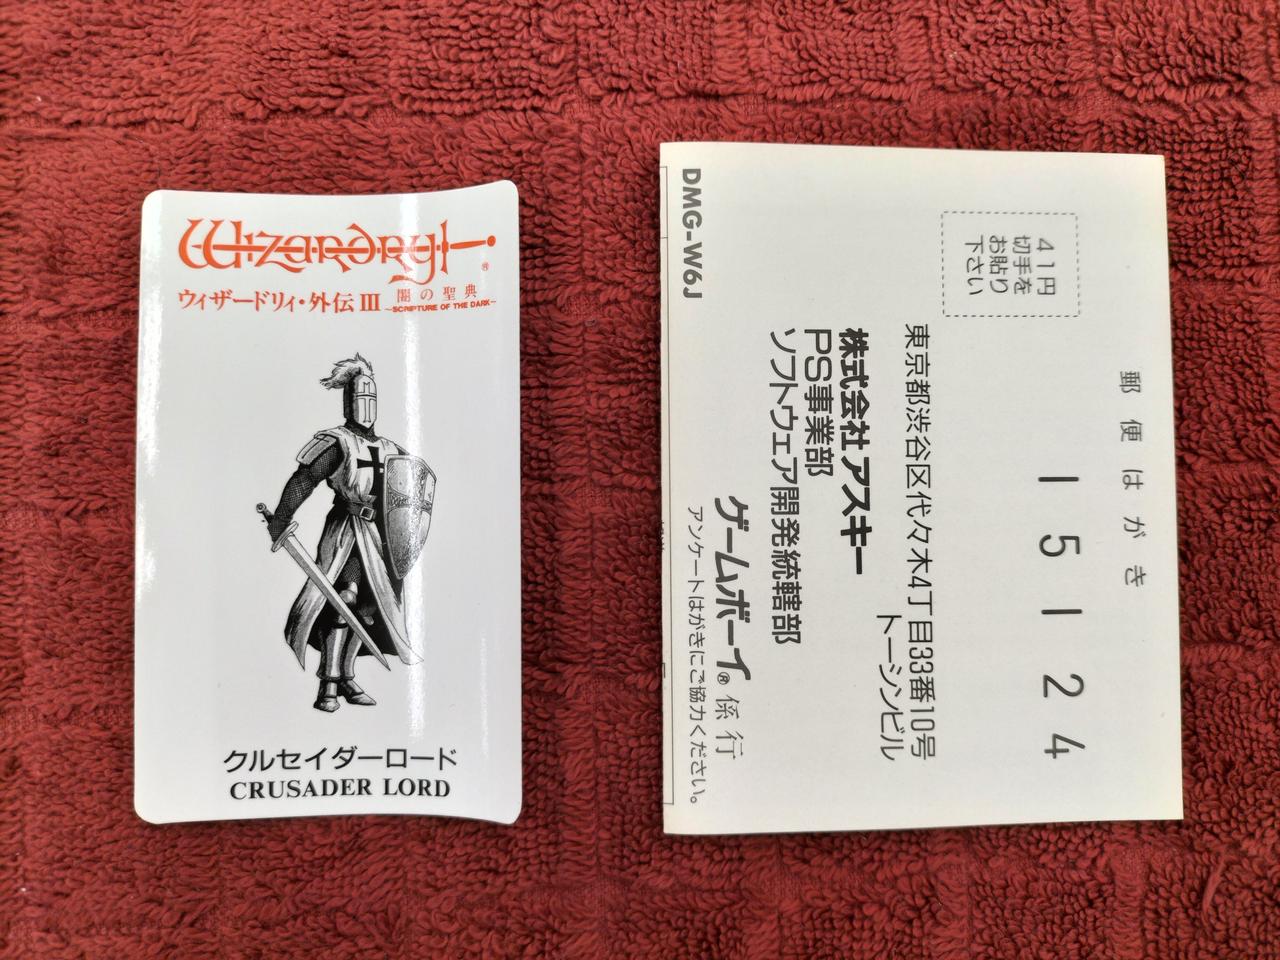 Wizardry®
ウィザードリィ・外伝 III 闇の聖典
~SCRIPTURE OF THE DARK~
クルセイダーロード
CRUSADER LORD
郵便はがき
151 24
41円
切手を
お貼り
下さい
東京都渋谷区代々木4丁目33番10号
トーシンビル
株式会社 アスキー
PS事業部
ソフトウェア開発統轄部
ゲームボーイ® 係 行
アンケートはがきにご協力ください。
DMG-W6J